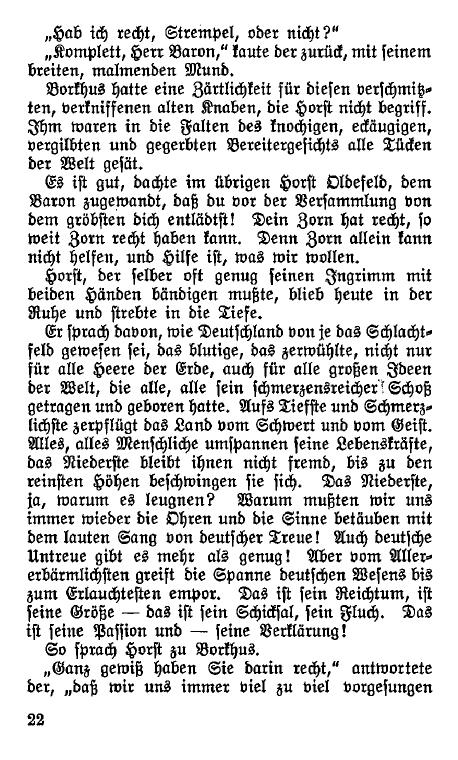 „Hab ich recht, Strempel, oder nicht?“
„Komplett, Herr Baron,“ kaute der zurück, mit seinem
breiten, malmenden Mund.
Borkhus hatte eine Zärtlichkeit für diesen verschmitz-
ten, verkniffenen alten Knaben, die Horst nicht begriff.
Ihm waren in die Falten des knochigen, eckäugigen,
vergilbten und gegerbten Bereitergesichts alle Tücken
der Welt gesät.
Es ist gut, dachte im übrigen Horst Oldefeld, dem
Baron zugewandt, daß du vor der Versammlung von
dem gröbsten dich entlädtst! Dein Zorn hat recht, so
weit Zorn recht haben kann. Denn Zorn allein kann
nicht helfen, und Hilfe ist, was wir wollen.
Horst, der selber oft genug seinen Ingrimm mit
beiden Händen bändigen mußte, blieb heute in der
Ruhe und strebte in die Tiefe.
Er sprach davon, wie Deutschland von je das Schlacht-
feld gewesen sei, das blutige, das zerwühlte, nicht nur
für alle Heere der Erde, auch für alle großen Ideen
der Welt, die alle, alle sein schmerzensreicher Schoß
getragen und geboren hatte. Aufs Tiefste und Schmerz-
lichste zerpflügt das Land vom Schwert und vom Geist.
Alles, alles Menschliche umspannen seine Lebenskräfte,
das Niederste bleibt ihnen nicht fremd, bis zu den
reinsten Höhen beschwingen sie sich. Das Niederste,
ja, warum es leugnen? Warum mußten wir uns
immer wieder die Ohren und die Sinne betäuben mit
dem lauten Sang von deutscher Treue! Auch deutsche
Untreue gibt es mehr als genug! Aber vom Aller-
erbärmlichsten greift die Spanne deutschen Wesens bis
zum Erlauchtesten empor. Das ist sein Reichtum, ist
seine Größe — das ist sein Schicksal, sein Fluch. Das
ist seine Passion und — seine Verklärung!
So sprach Horst zu Borkhus.
„Ganz gewiß haben Sie darin recht,“ antwortete
der, „daß wir uns immer viel zu viel vorgesungen
22